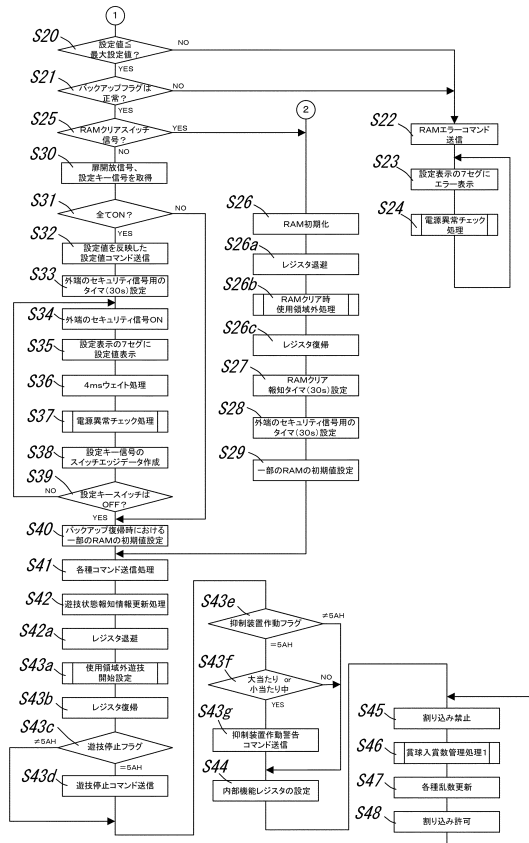 1
S20
設定値≦
最大設定値？
NO
YES
S21
バックアップフラグは
正常？
NO
YES
S25
RAMクリアスイッチ
信号？
YES
NO
S30
扉開放信号、
設定キー信号を取得
S31
全てON？
NO
YES
S32
設定値を反映した
設定値コマンド送信
S33
外端のセキュリティ信号用の
タイマ(30s)設定
S34
外端のセキュリティ信号ON
S35
設定表示の7セグに
設定値表示
S36
4msウェイト処理
S37
電源異常チェック処理
S38
設定キー信号の
スイッチエッジデータ作成
S39
設定キースイッチは
OFF？
NO
YES
S40
バックアップ復帰時における
一部のRAMの初期値設定
S41
各種コマンド送信処理
S42
遊技状態報知情報更新処理
S42a
レジスタ退避
S43a
使用領域外遊技
開始設定
S43b
レジスタ復帰
S43c
遊技停止フラグ
≠5AH
=5AH
S43d
遊技停止コマンド送信
2
S26
RAM初期化
S26a
レジスタ退避
S26b
RAMクリア時
使用領域外処理
S26c
レジスタ復帰
S27
RAMクリア
報知タイマ(30s)設定
S28
外端のセキュリティ信号用の
タイマ(30s)設定
S29
一部のRAMの初期値設定
S22
RAMエラーコマンド
送信
S23
設定表示の7セグに
エラー表示
S24
電源異常チェック
処理
S43e
抑制装置作動フラグ
≠5AH
=5AH
S43f
大当たり or
小当たり中
NO
YES
S43g
抑制装置作動警告
コマンド送信
S44
内部機能レジスタの設定
S45
割り込み禁止
S46
賞球入賞数管理処理1
S47
各種乱数更新
S48
割り込み許可